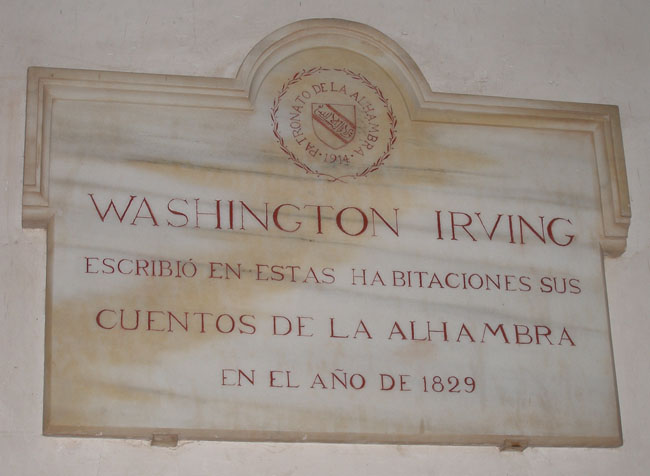 PATRONATO DE LA ALHAMBRA
·1914·
WASHINGTON IRVING
ESCRIBIÓ EN ESTAS HABITACIONES SUS
CUENTOS DE LA ALHAMBRA
EN EL AÑO DE 1829